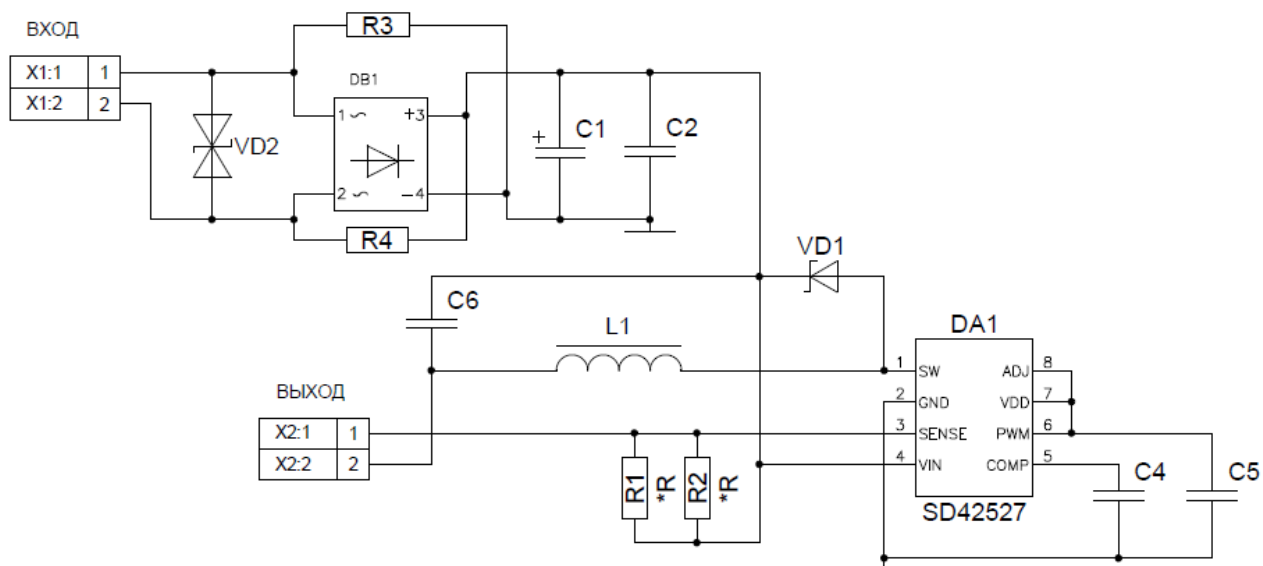 ВХОД
X1:1 1
X1:2 2
R3
DB1
1 ~ +3
2 ~ −4
VD2
R4
C1
+
C2
VD1
C6
L1
DA1
1 SW ADJ 8
2 GND VDD 7
3 SENSE PWM 6
4 VIN COMP 5
SD42527
ВЫХОД
X2:1 1
X2:2 2
R1
*R
R2
*R
C4
C5